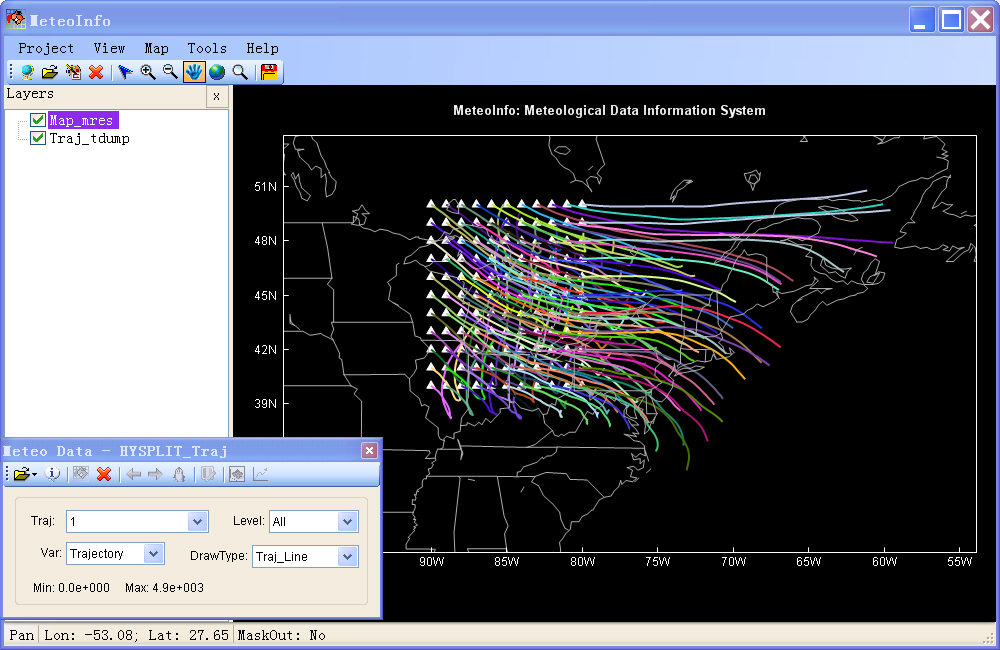 MeteoInfo
Project View Map Tools Help
Layers x
Map_mres
Traj_tdump
MeteoInfo: Meteological Data Information System
51N
48N
45N
42N
39N
90W 85W 80W 75W 70W 65W 60W 55W
Meteo Data - HYSPLIT_Traj
Traj: 1 Level: All
Var: Trajectory DrawType: Traj_Line
Min: 0.0e+000 Max: 4.9e+003
Pan Lon: -53.08; Lat: 27.65 MaskOut: No